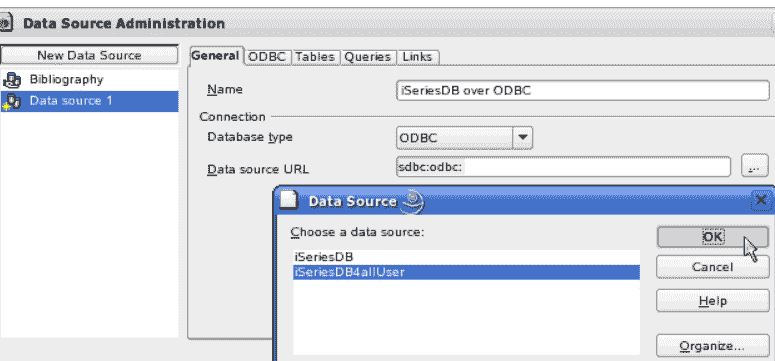 Data Source Administration
New Data Source
Bibliography
Data source 1
General ODBC Tables Queries Links
Name iSeriesDB over ODBC
Connection
Database type ODBC
Data source URL sdbc:odbc: ...
Data Source
Choose a data source:
iSeriesDB
iSeriesDB4allUser
OK
Cancel
Help
Organize...